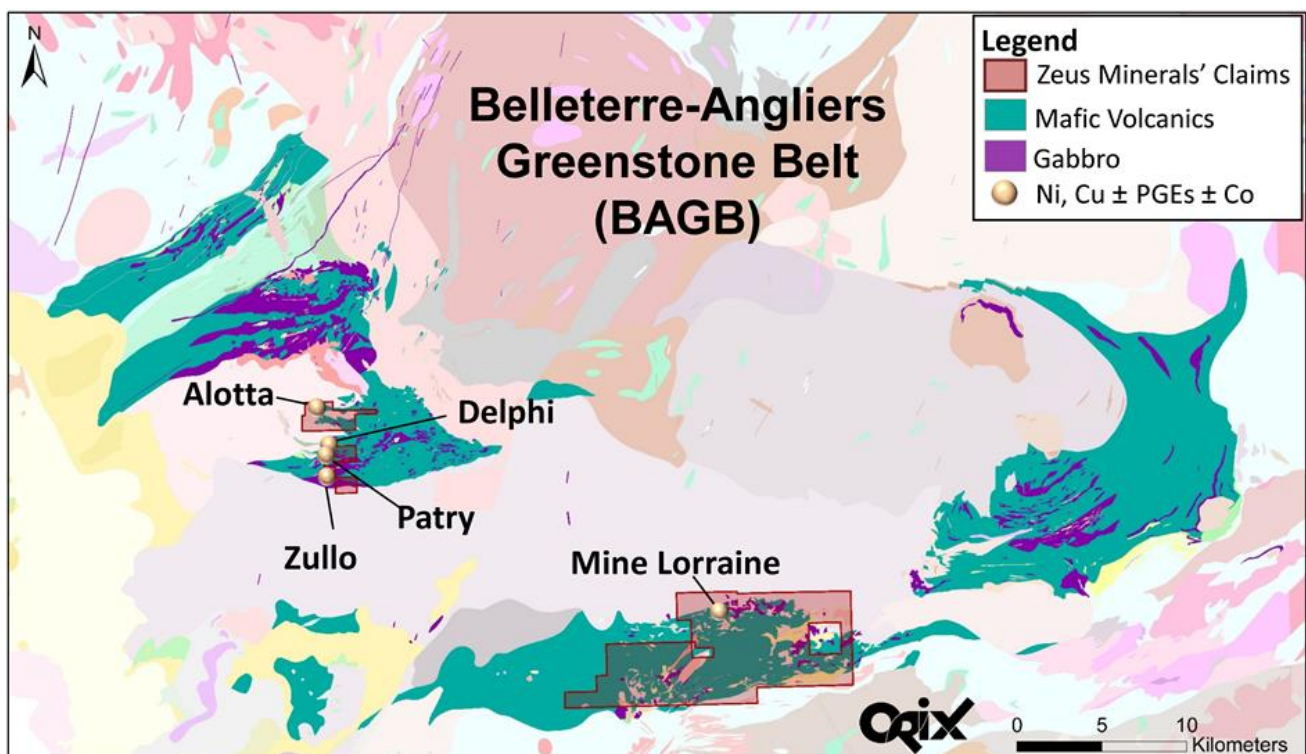 N
Belleterre-Angliers
Greenstone Belt
(BAGB)
Legend
Zeus Minerals’ Claims
Mafic Volcanics
Gabbro
Ni, Cu ± PGEs ± Co
Alotta
Delphi
Patry
Zullo
Mine Lorraine
ORIX
0 5 10
Kilometers